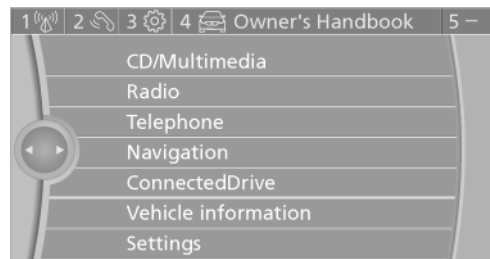 1 2 3 4 Owner's Handbook 5 –
CD/Multimedia
Radio
Telephone
Navigation
ConnectedDrive
Vehicle information
Settings